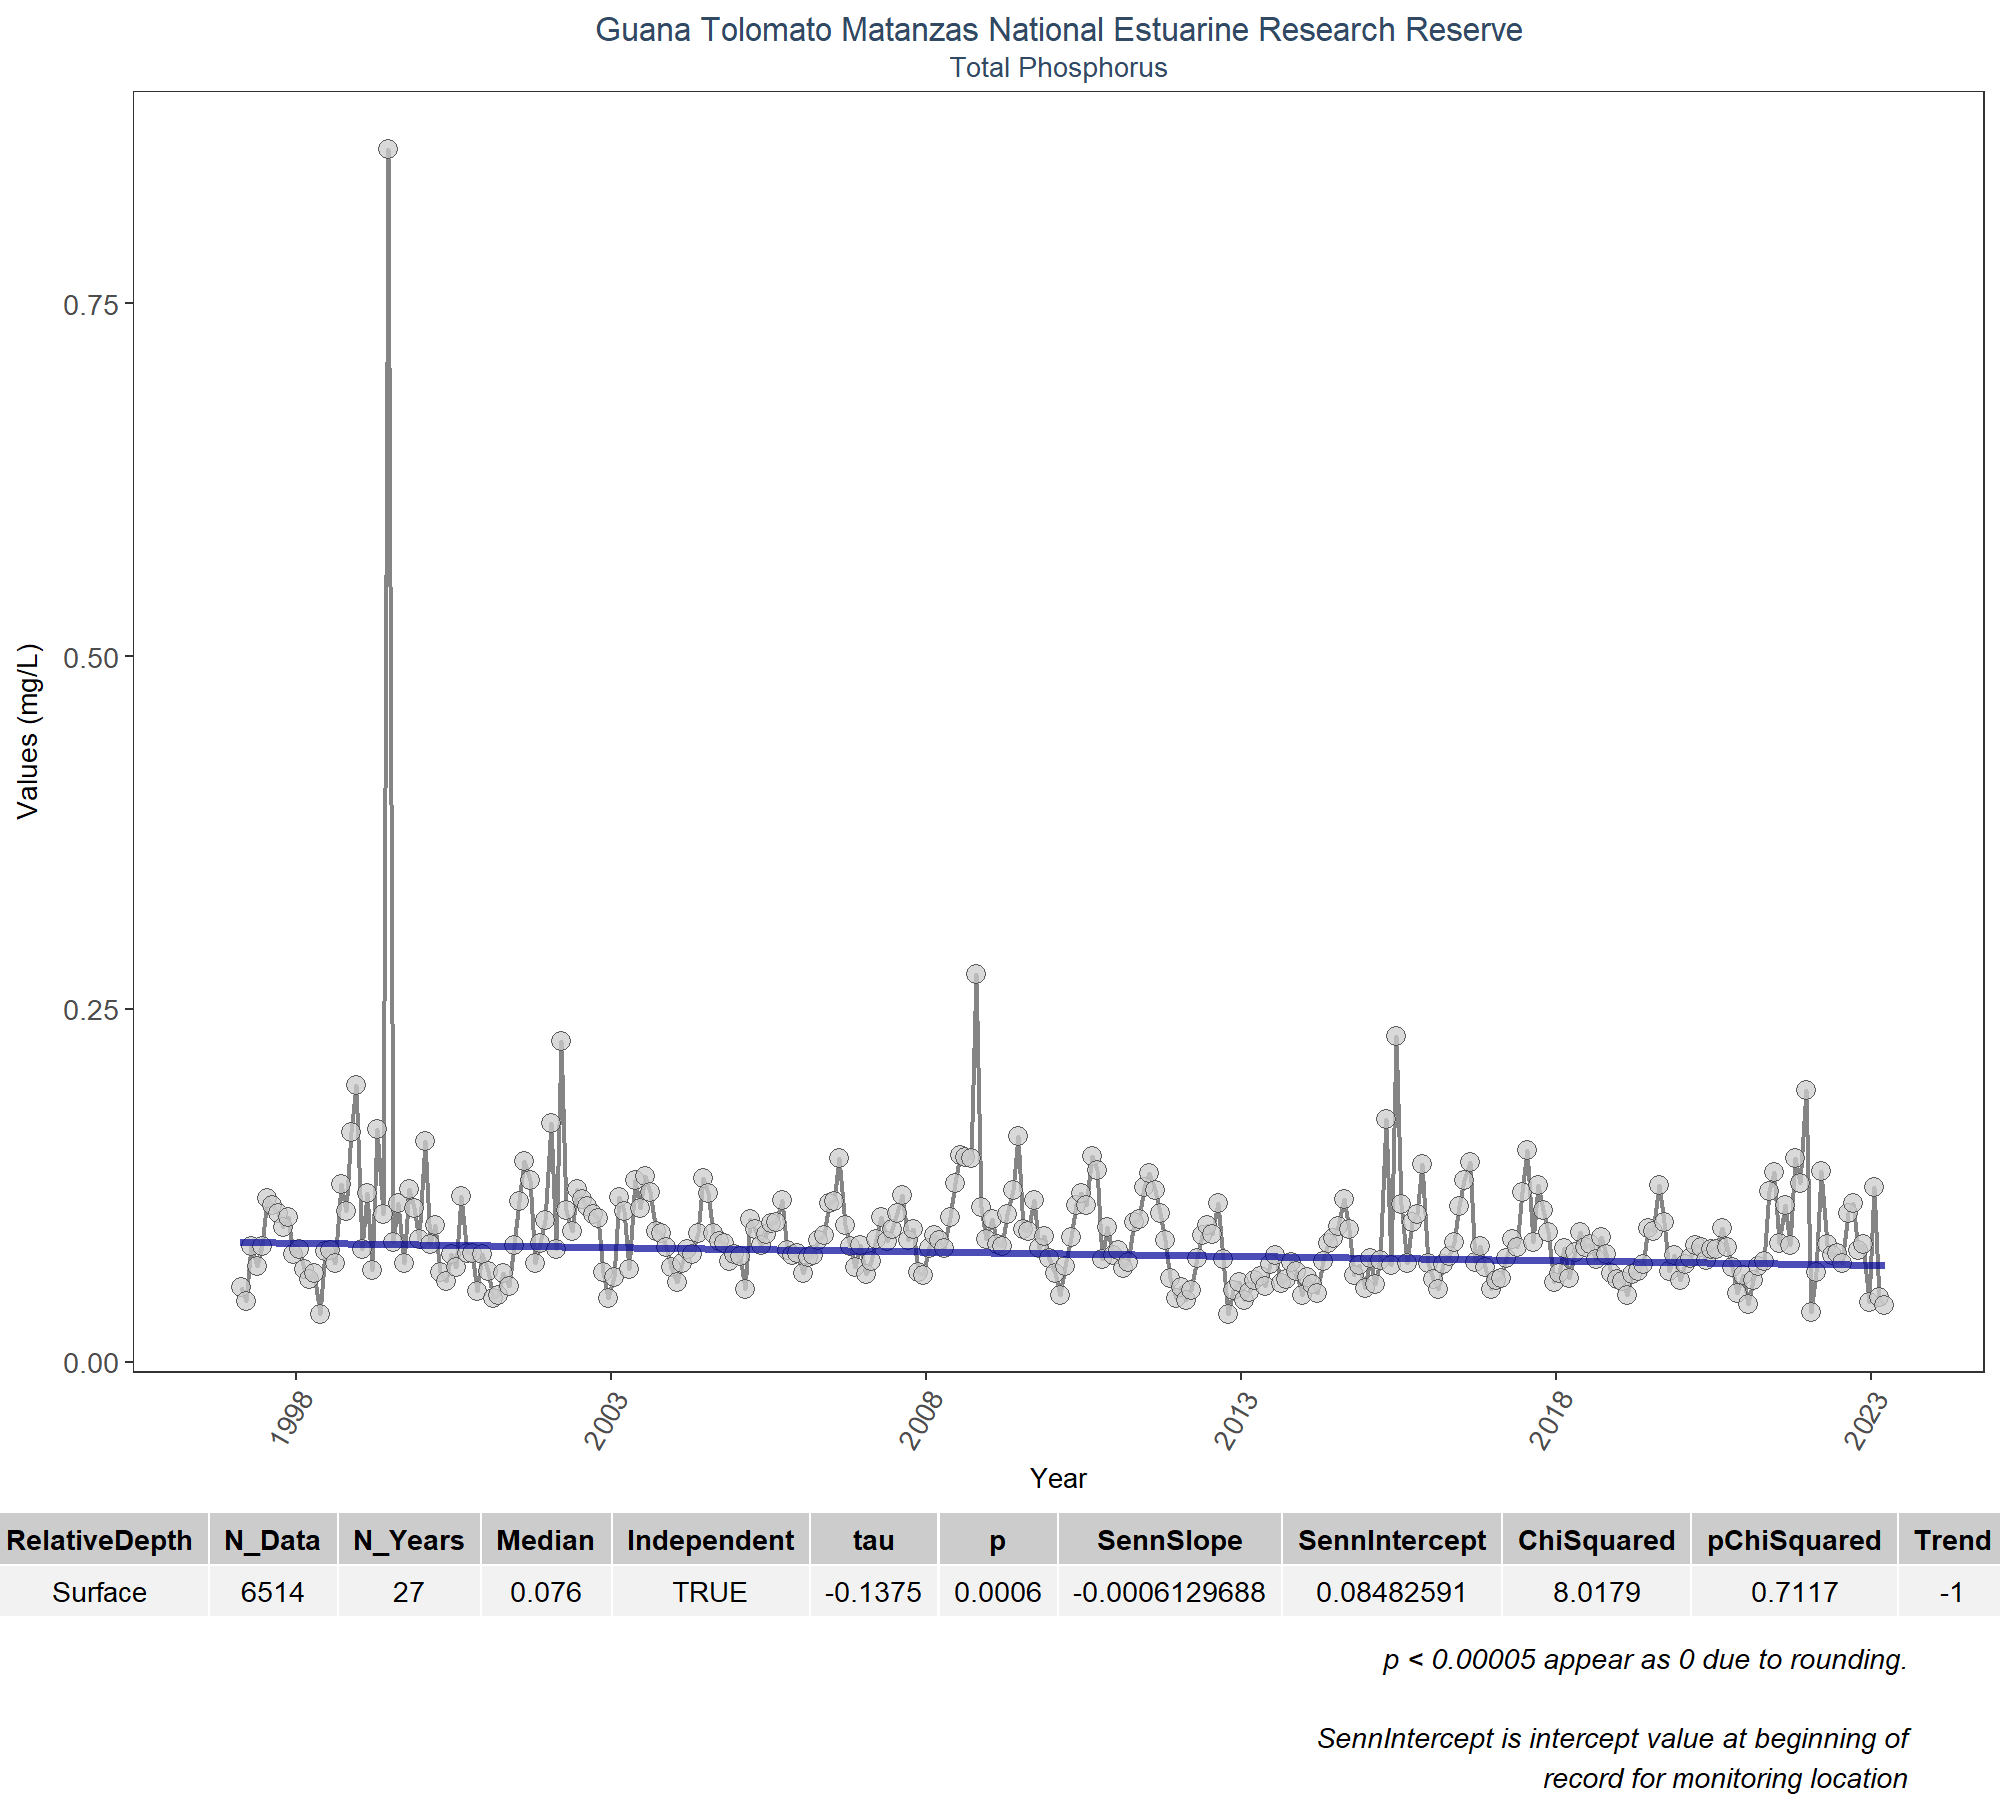 Guana Tolomato Matanzas National Estuarine Research Reserve
Total Phosphorus
0.75
0.50
0.25
0.00
Values (mg/L)
1998 2003 2008 2013 2018 2023
Year
RelativeDepth N_Data N_Years Median Independent tau p SennSlope SennIntercept ChiSquared pChiSquared Trend
Surface 6514 27 0.076 TRUE -0.1375 0.0006 -0.0006129688 0.08482591 8.0179 0.7117 -1
p < 0.00005 appear as 0 due to rounding.
SennIntercept is intercept value at beginning of
record for monitoring location